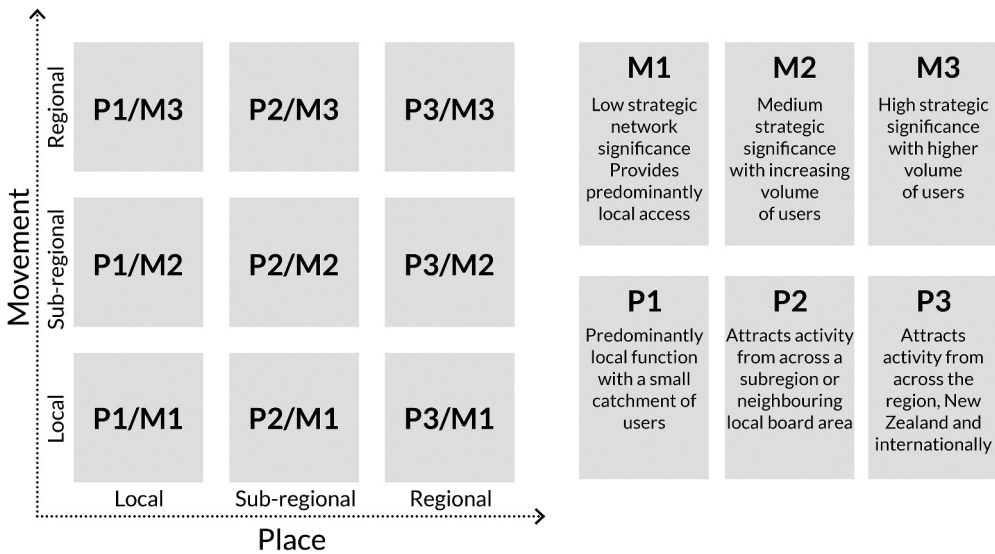 Movement
Regional
P1/M3
P2/M3
P3/M3
Sub-regional
P1/M2
P2/M2
P3/M2
Local
P1/M1
P2/M1
P3/M1
Local
Sub-regional
Regional
Place
M1
Low strategic
network
significance
Provides
predominantly
local access
M2
Medium
strategic
significance
with increasing
volume
of users
M3
High strategic
significance
with higher
volume
of users
P1
Predominantly
local function
with a small
catchment of
users
P2
Attracts activity
from across a
subregion or
neighbouring
local board area
P3
Attracts
activity from
across the
region, New
Zealand and
internationally